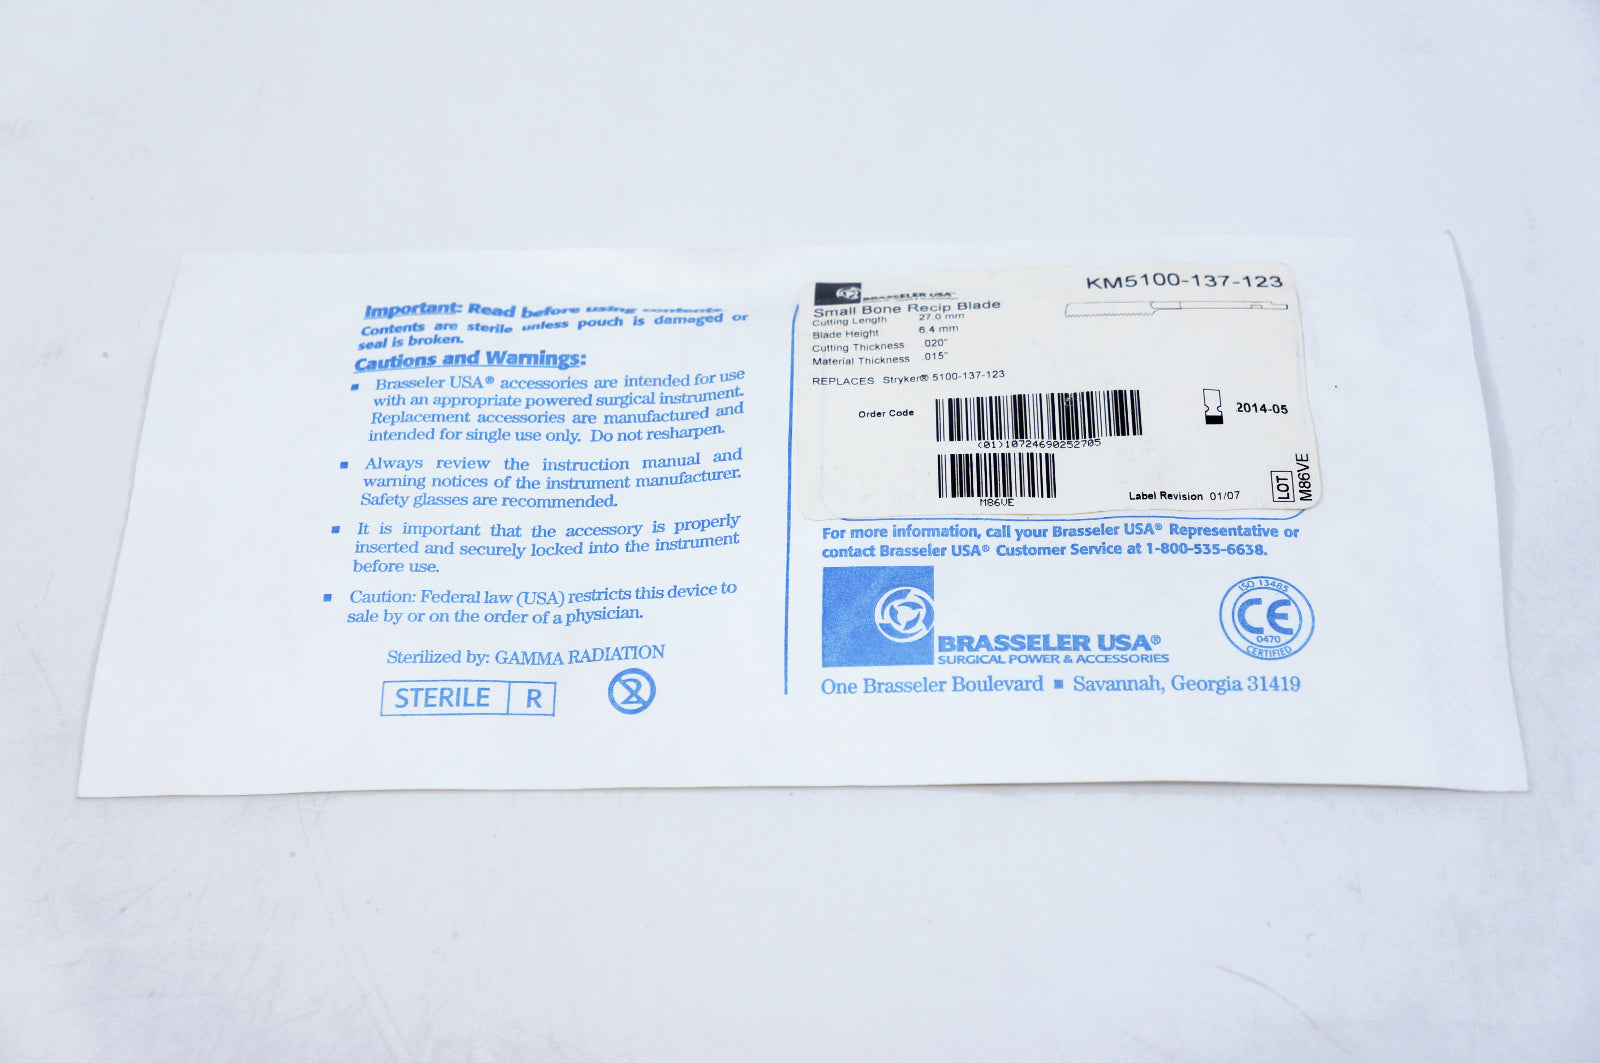 Important: Read before using contents.
Contents are sterile unless pouch is damaged or
seal is broken.
Cautions and Warnings:
▪ Brasseler USA® accessories are intended for use
with an appropriate powered surgical instrument.
Replacement accessories are manufactured and
intended for single use only. Do not resharpen.
▪ Always review the instruction manual and
warning notices of the instrument manufacturer.
Safety glasses are recommended.
▪ It is important that the accessory is properly
inserted and securely locked into the instrument
before use.
▪ Caution: Federal law (USA) restricts this device to
sale by or on the order of a physician.
Sterilized by: GAMMA RADIATION
STERILE R
2
BRASSELER USA
KM5100-137-123
Small Bone Recip Blade
Cutting Length 27.0 mm
Blade Height 6.4 mm
Cutting Thickness .020"
Material Thickness .015"
REPLACES Stryker® 5100-137-123
Order Code
(01)10724690252705
2014-05
M86VE
Label Revision 01/07
LOT
M86VE
For more information, call your Brasseler USA® Representative or
contact Brasseler USA® Customer Service at 1-800-535-6638.
BRASSELER USA®
SURGICAL POWER & ACCESSORIES
ISO 13485
CE
0470
CERTIFIED
One Brasseler Boulevard ▪ Savannah, Georgia 31419